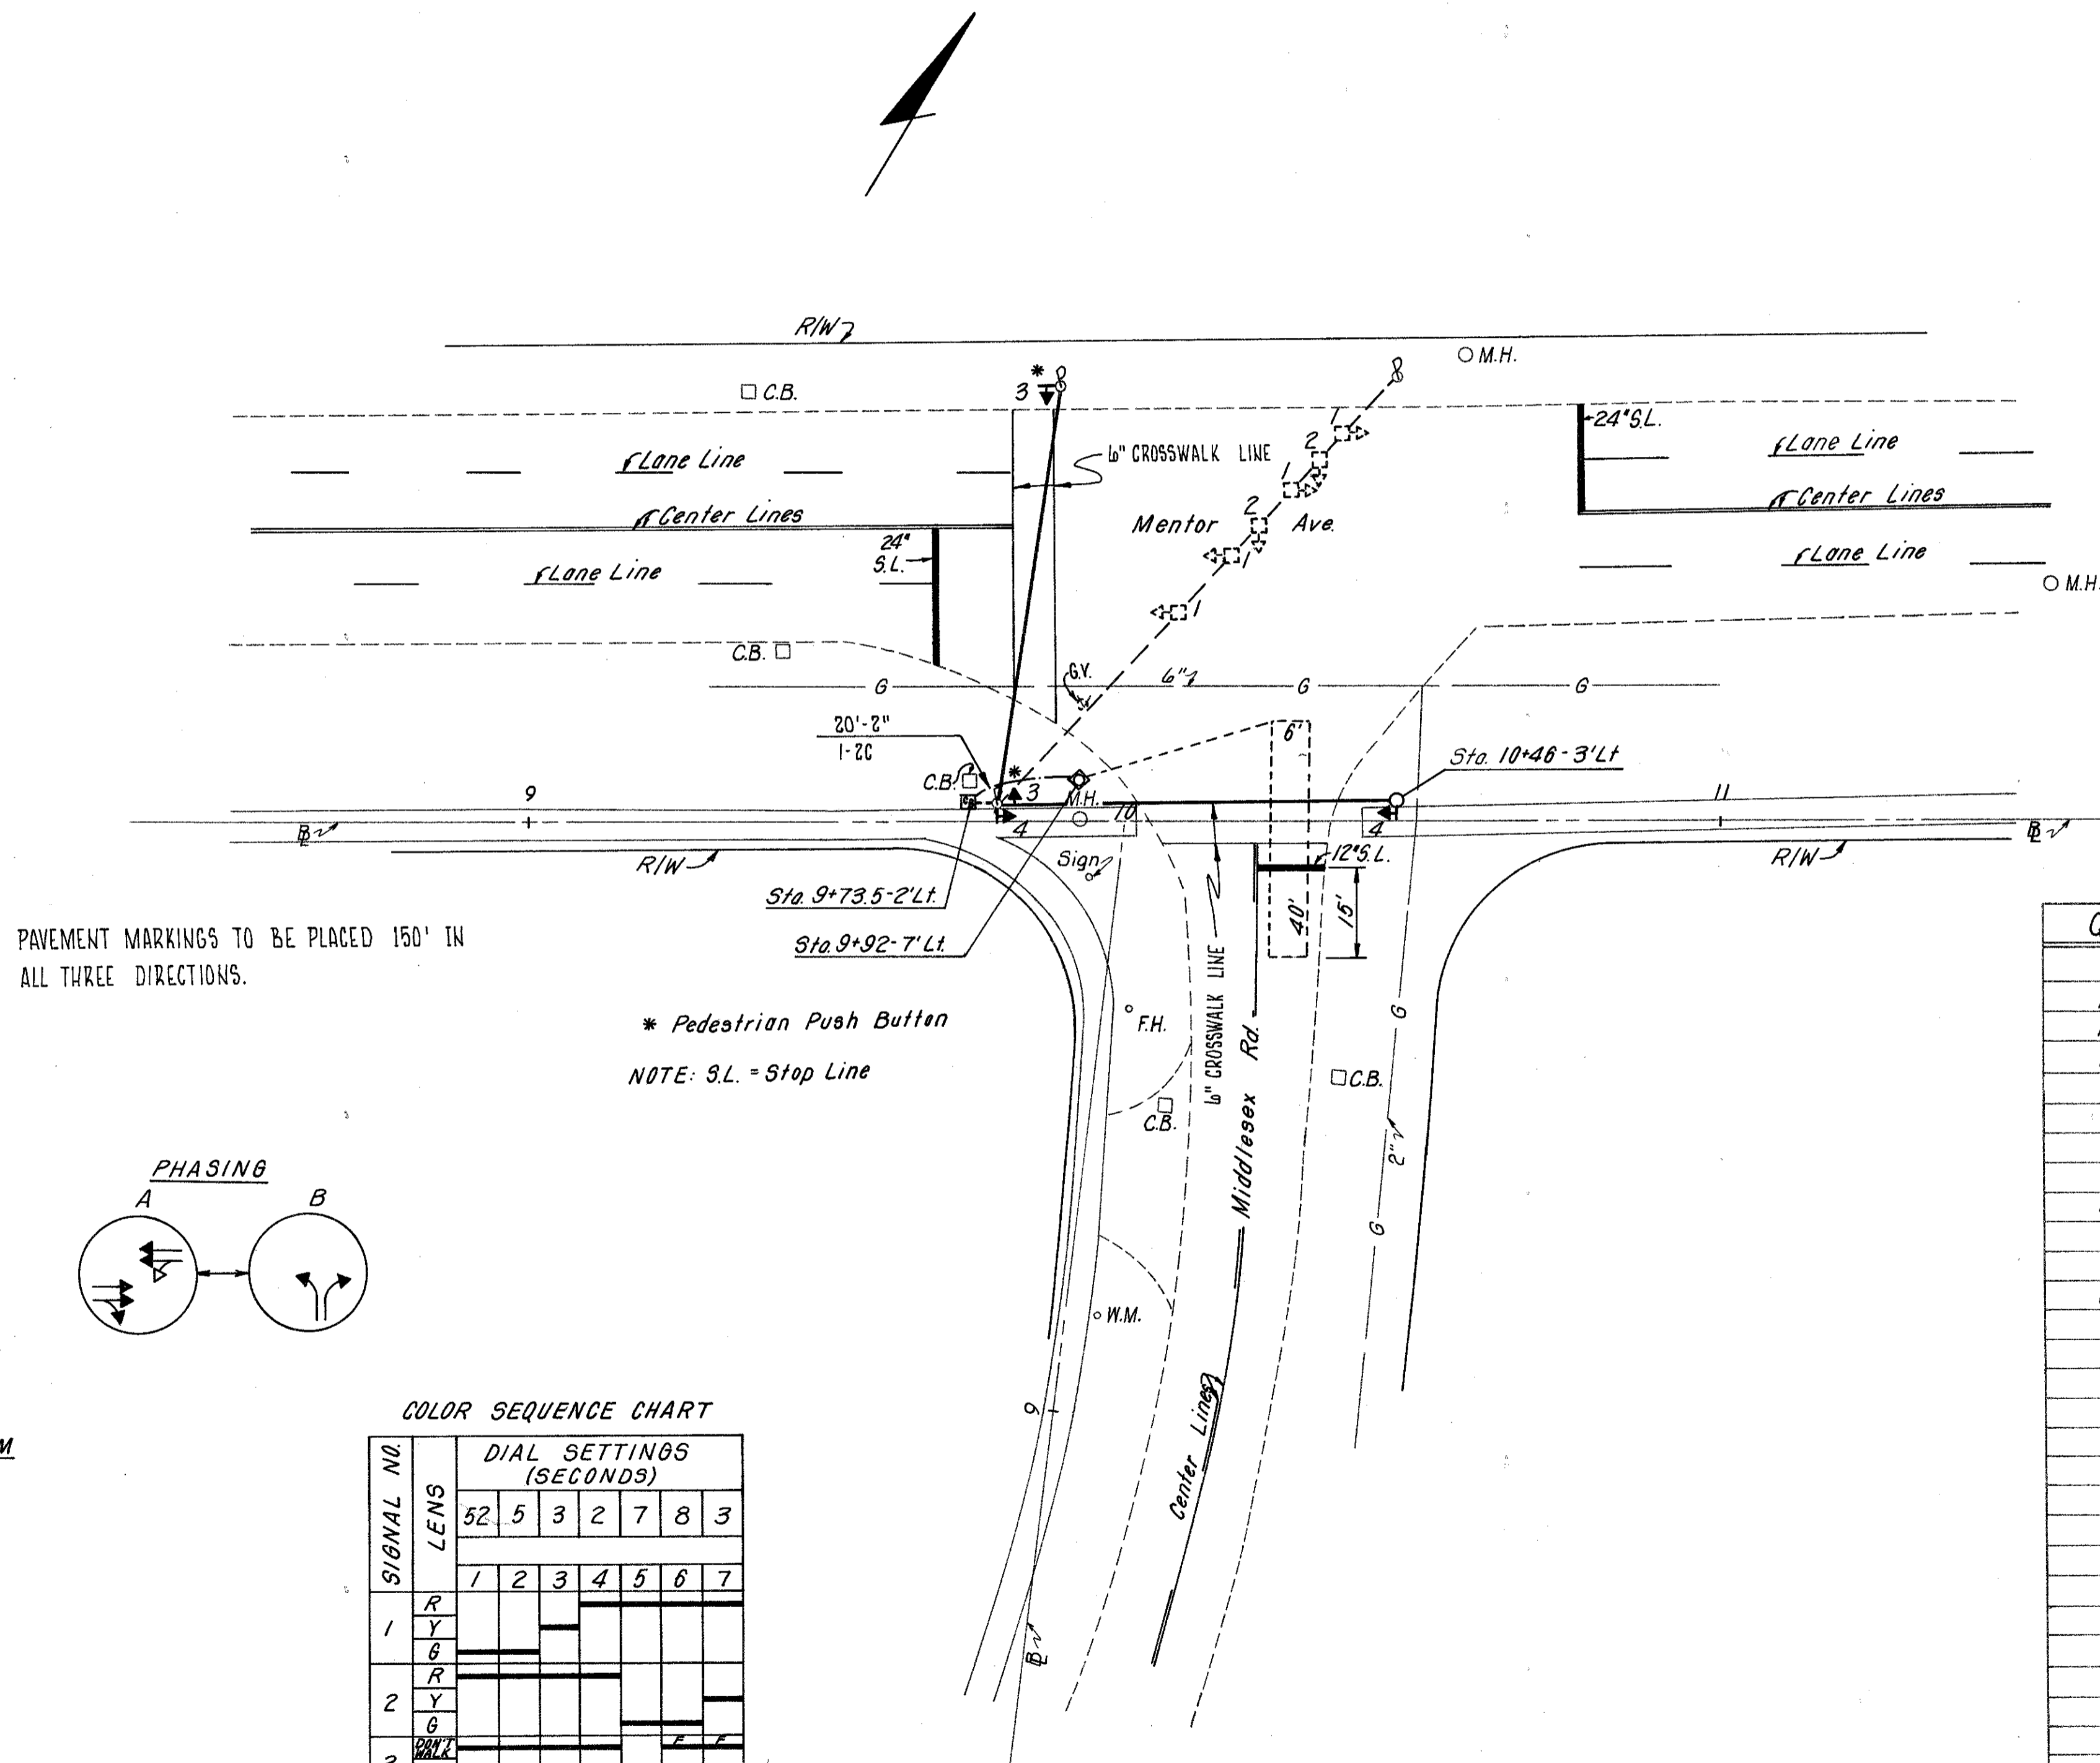 R/W
O M.H.
* 3
8
C.B.
24" S.L.
Lane Line
6" CROSSWALK LINE
1
2
1
2
1
1
Lane Line
Center Lines
Center Lines
Mentor Ave.
24"
S.L.
Lane Line
Lane Line
M.H.
C.B.
G.V.
6"
G
G
G
20'-2"
1-2C
6'
Sta. 10+46-3'Lt
C.B.
*
3
M.H.
9
10
11
4
4
B
B
Sign
12" S.L.
R/W
R/W
Sta. 9+73.5-2'Lt.
40'
15'
Sta. 9+92-7'Lt.
PAVEMENT MARKINGS TO BE PLACED 150' IN
ALL THREE DIRECTIONS.
6" CROSSWALK LINE
Middlesex Rd.
* Pedestrian Push Button
F.H.
G
NOTE: S.L. = Stop Line
C.B.
C.B.
2"
G
PHASING
A B
W.M.
Center Lines
9
B
M
COLOR SEQUENCE CHART
SIGNAL NO.
LENS
DIAL SETTINGS
(SECONDS)
52 5 3 2 7 8 3
1 2 3 4 5 6 7
1
R
Y
G
2
R
Y
G
DON'T
WALK
F F